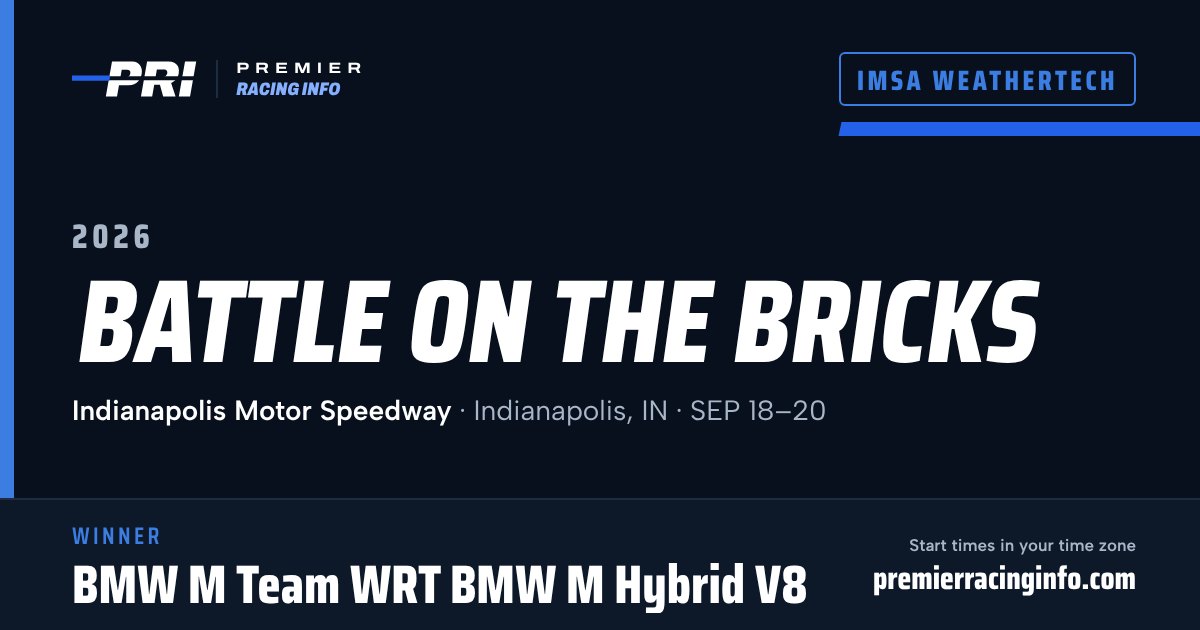 PRI
PREMIER
RACING INFO
IMSA WEATHERTECH
2026
BATTLE ON THE BRICKS
Indianapolis Motor Speedway · Indianapolis, IN · SEP 18–20
WINNER
BMW M Team WRT BMW M Hybrid V8
Start times in your time zone
premierracinginfo.com